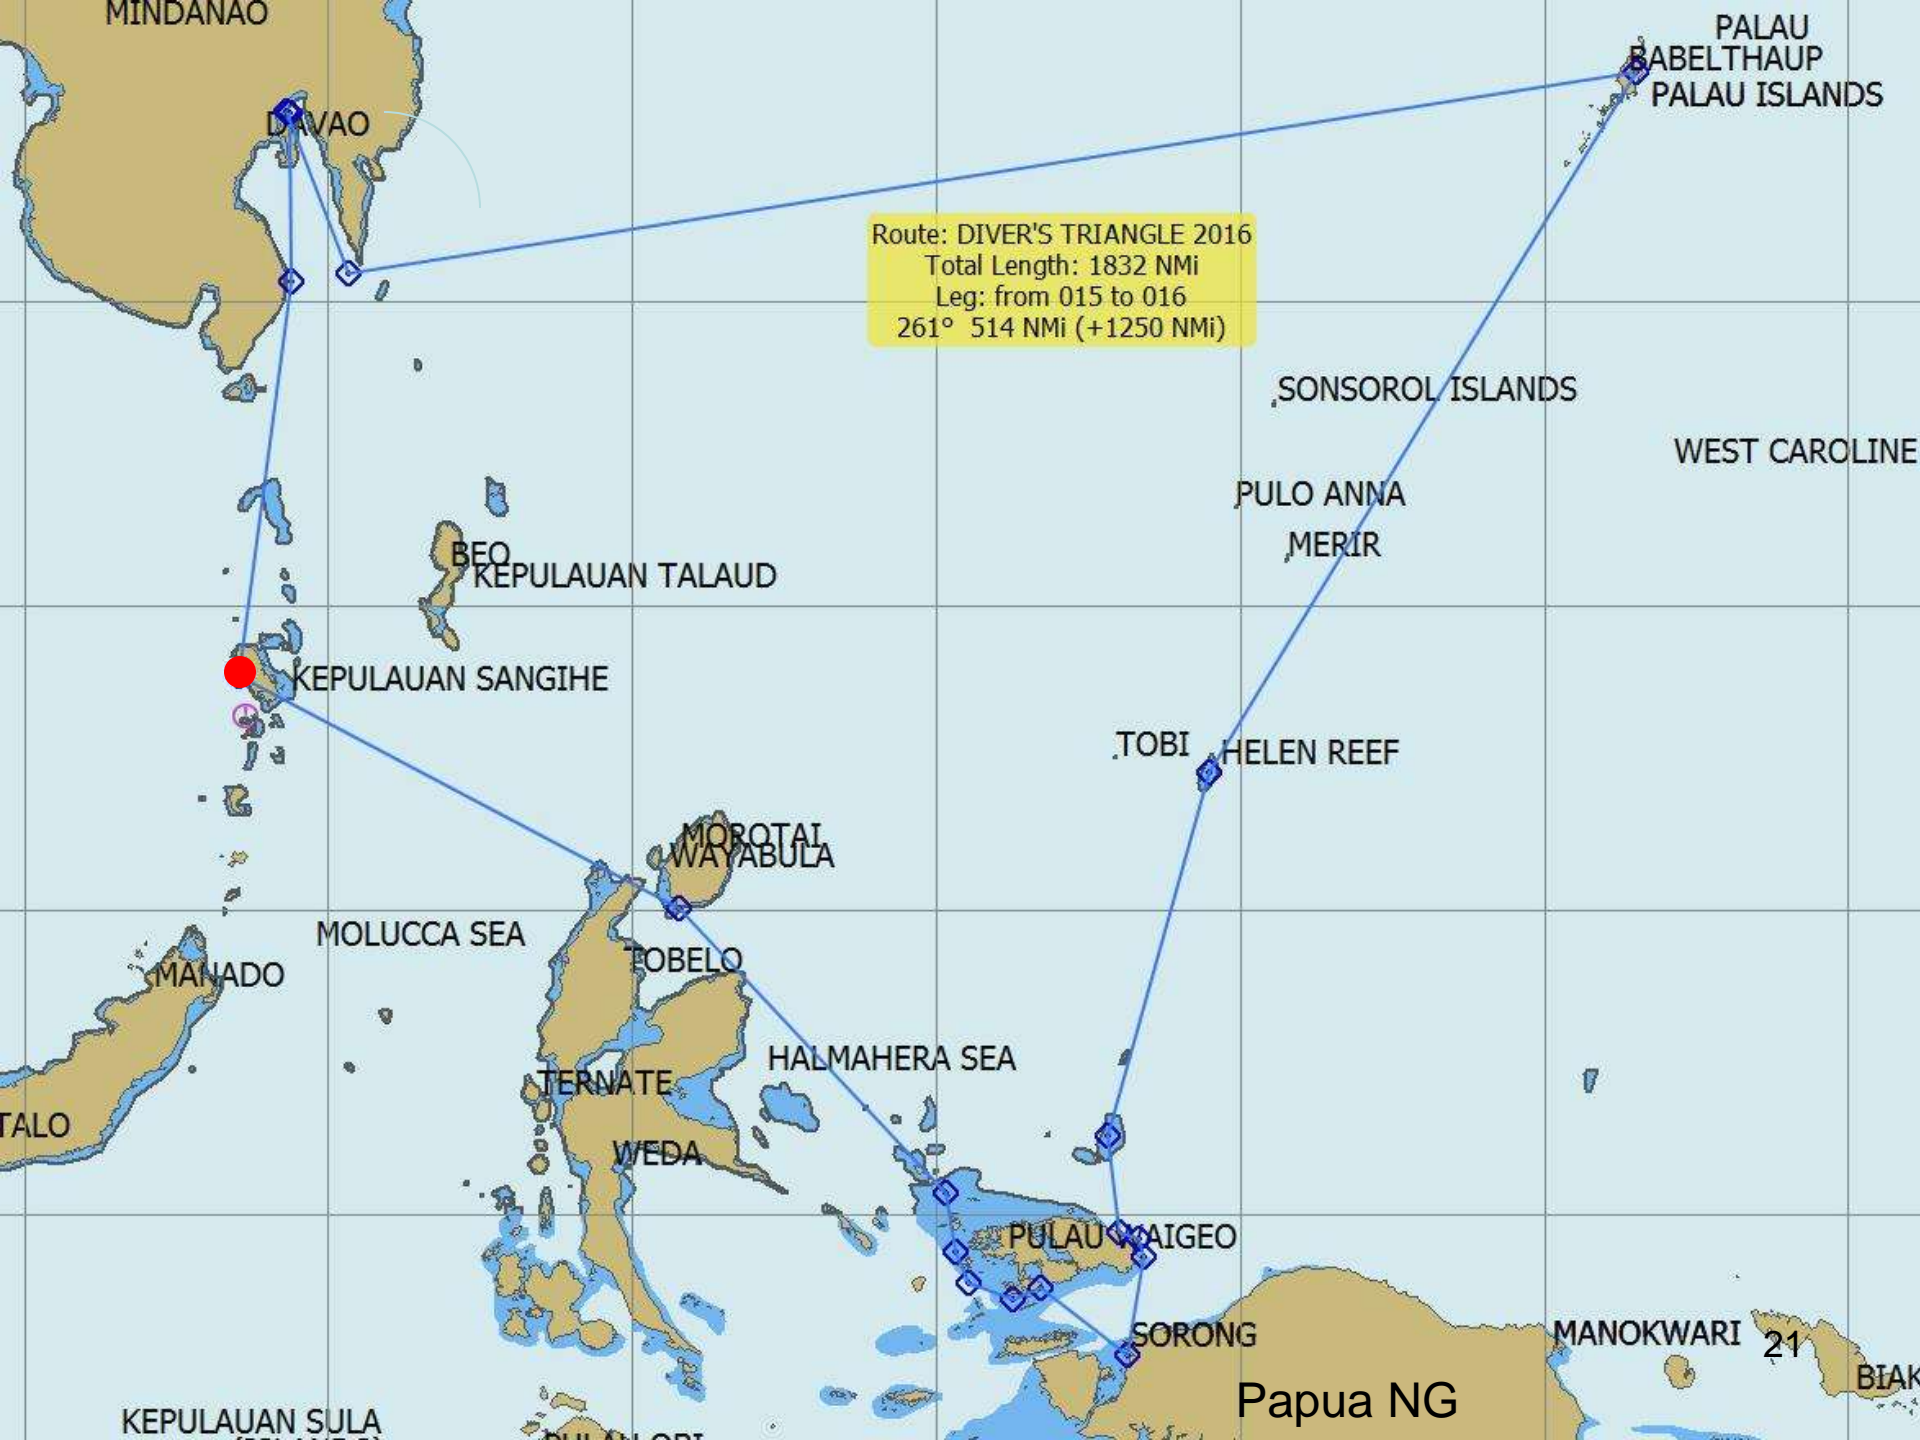 MINDANAO
PALAU
BABELTHAUP
PALAU ISLANDS
DAVAO
Route: DIVER'S TRIANGLE 2016
Total Length: 1832 NMi
Leg: from 015 to 016
261° 514 NMi (+1250 NMi)
SONSOROL ISLANDS
WEST CAROLINE
PULO ANNA
MERIR
BEO
KEPULAUAN TALAUD
KEPULAUAN SANGIHE
TOBI
HELEN REEF
MOROTAI
WAYABULA
MOLUCCA SEA
TOBELO
MANADO
HALMAHERA SEA
TERNATE
TALO
WEDA
PULAU WAIGEO
SORONG
MANOKWARI
21
BIAK
Papua NG
KEPULAUAN SULA